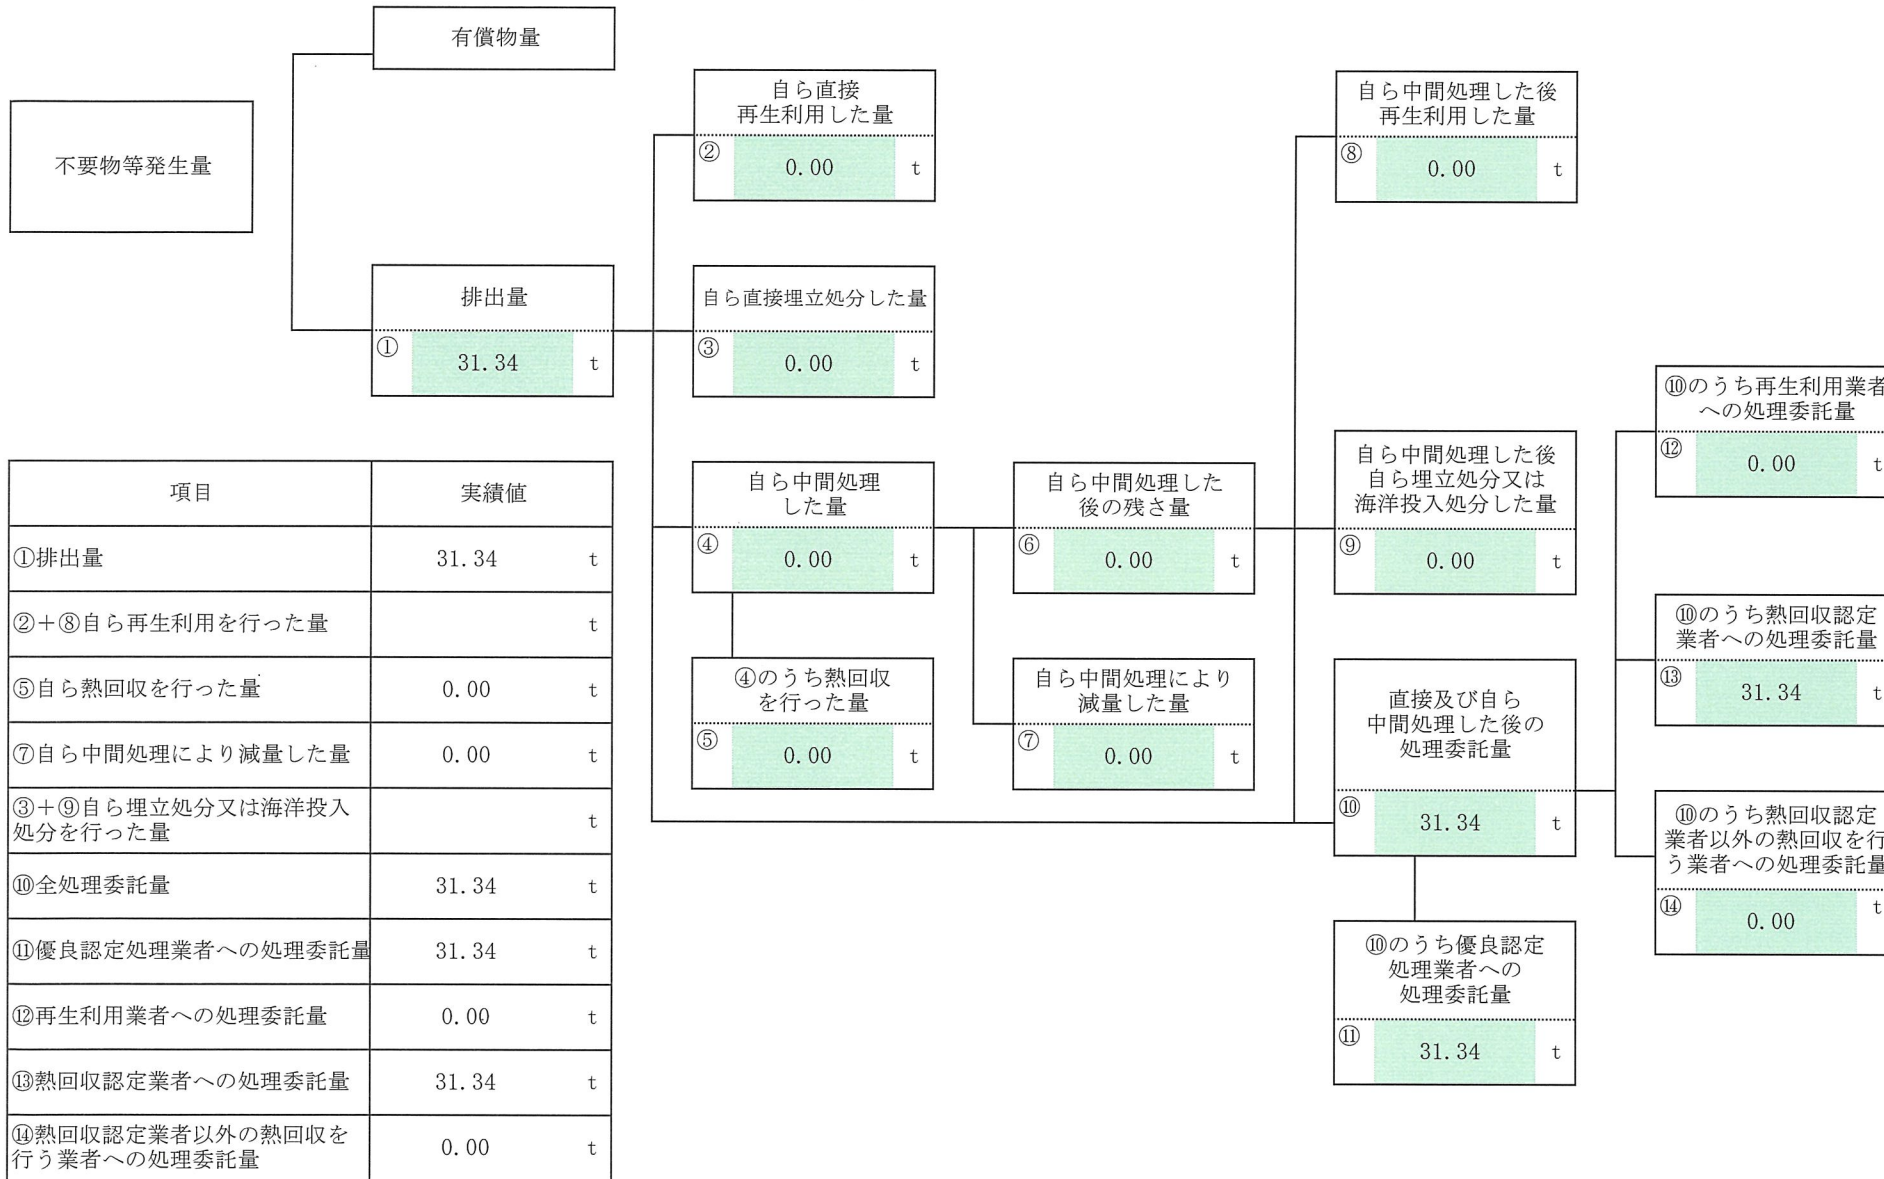 有償物量
不要物等発生量
排出量
① 31.34 t
自ら直接
再生利用した量
② 0.00 t
自ら直接埋立処分した量
③ 0.00 t
自ら中間処理
した量
④ 0.00 t
④のうち熱回収
を行った量
⑤ 0.00 t
自ら中間処理した
後の残さ量
⑥ 0.00 t
自ら中間処理により
減量した量
⑦ 0.00 t
自ら中間処理した後
再生利用した量
⑧ 0.00 t
自ら中間処理した後
自ら埋立処分又は
海洋投入処分した量
⑨ 0.00 t
直接及び自ら
中間処理した後の
処理委託量
⑩ 31.34 t
⑩のうち優良認定
処理業者への
処理委託量
⑪ 31.34 t
⑩のうち再生利用業者
への処理委託量
⑫ 0.00 t
⑩のうち熱回収認定
業者への処理委託量
⑬ 31.34 t
⑩のうち熱回収認定
業者以外の熱回収を行
う業者への処理委託量
⑭ 0.00 t
項目 実績値
①排出量 31.34 t
②+⑧自ら再生利用を行った量 t
⑤自ら熱回収を行った量 0.00 t
⑦自ら中間処理により減量した量 0.00 t
③+⑨自ら埋立処分又は海洋投入
処分を行った量 t
⑩全処理委託量 31.34 t
⑪優良認定処理業者への処理委託量 31.34 t
⑫再生利用業者への処理委託量 0.00 t
⑬熱回収認定業者への処理委託量 31.34 t
⑭熱回収認定業者以外の熱回収を
行う業者への処理委託量 0.00 t